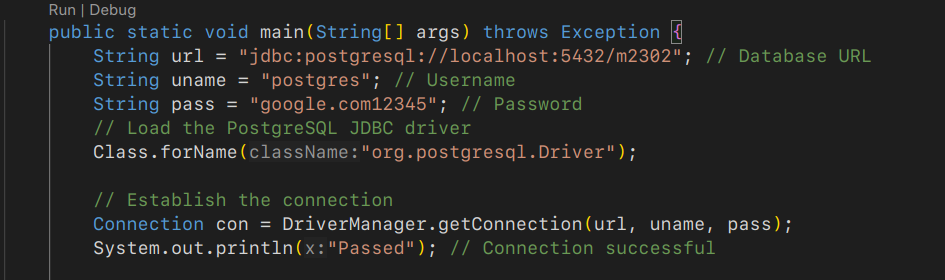 Run | Debug
public static void main(String[] args) throws Exception {
String url = "jdbc:postgresql://localhost:5432/m2302"; // Database URL
String uname = "postgres"; // Username
String pass = "google.com12345"; // Password
// Load the PostgreSQL JDBC driver
Class.forName(className:"org.postgresql.Driver");
// Establish the connection
Connection con = DriverManager.getConnection(url, uname, pass);
System.out.println(x:"Passed"); // Connection successful